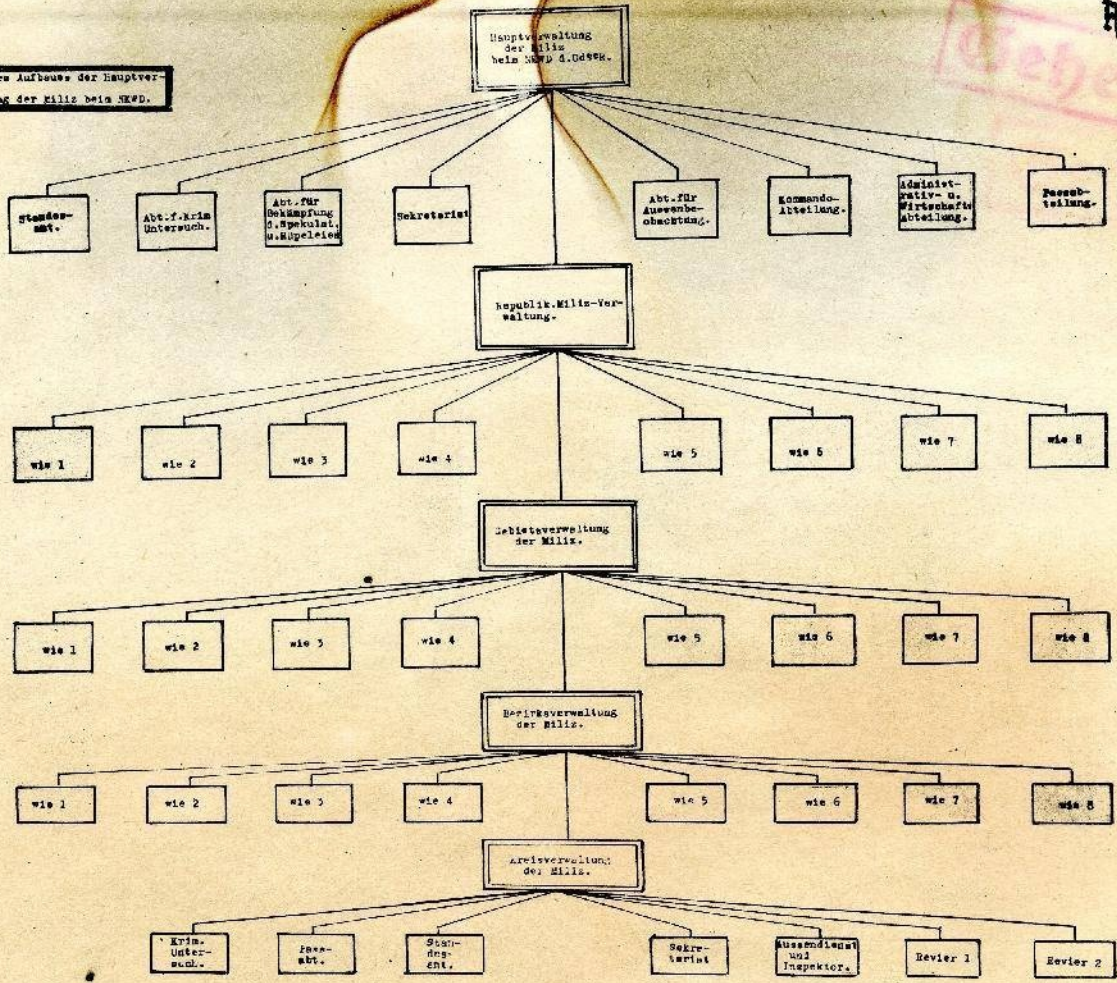 Hauptverwaltung
der Miliz
beim NKWD d.UdSSR.
Gehe
Aufbaues der Hauptver-
der Miliz beim NKWD.
Standes-
amt.
Abt.f.Krim
Untersuch.
Abt.für
Bekämpfung
d.Spekulat.
u.Räpeleien
Sekretariat
Abt.für
Aussenbe-
obachtung.
Kommando-
Abteilung.
Administ-
rativ- u.
Wirtschafts
Abteilung.
Passab-
teilung.
Republik.Miliz-Ver-
waltung.
wie 1
wie 2
wie 3
wie 4
wie 5
wie 6
wie 7
wie 8
Gebietsverwaltung
der Miliz.
wie 1
wie 2
wie 3
wie 4
wie 5
wie 6
wie 7
wie 8
Bezirksverwaltung
der Miliz.
wie 1
wie 2
wie 3
wie 4
wie 5
wie 6
wie 7
wie 8
Kreisverwaltung
der Miliz.
Krim.
Unter-
such.
Pass-
abt.
Stan-
des-
amt.
Sekre-
tariat
Aussendienst
und
Inspektor.
Revier 1
Revier 2